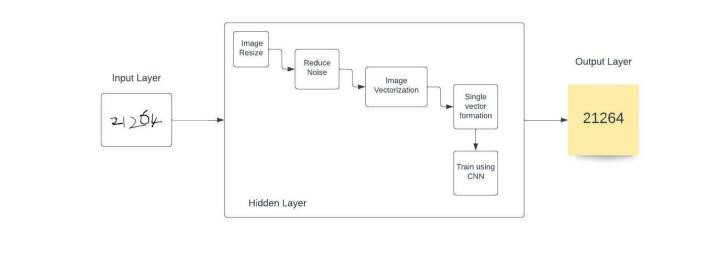 Image
Resize
Reduce
Noise
Image
Vectorization
Single
vector
formation
Train using
CNN
Hidden Layer
Input Layer
21264
Output Layer
21264